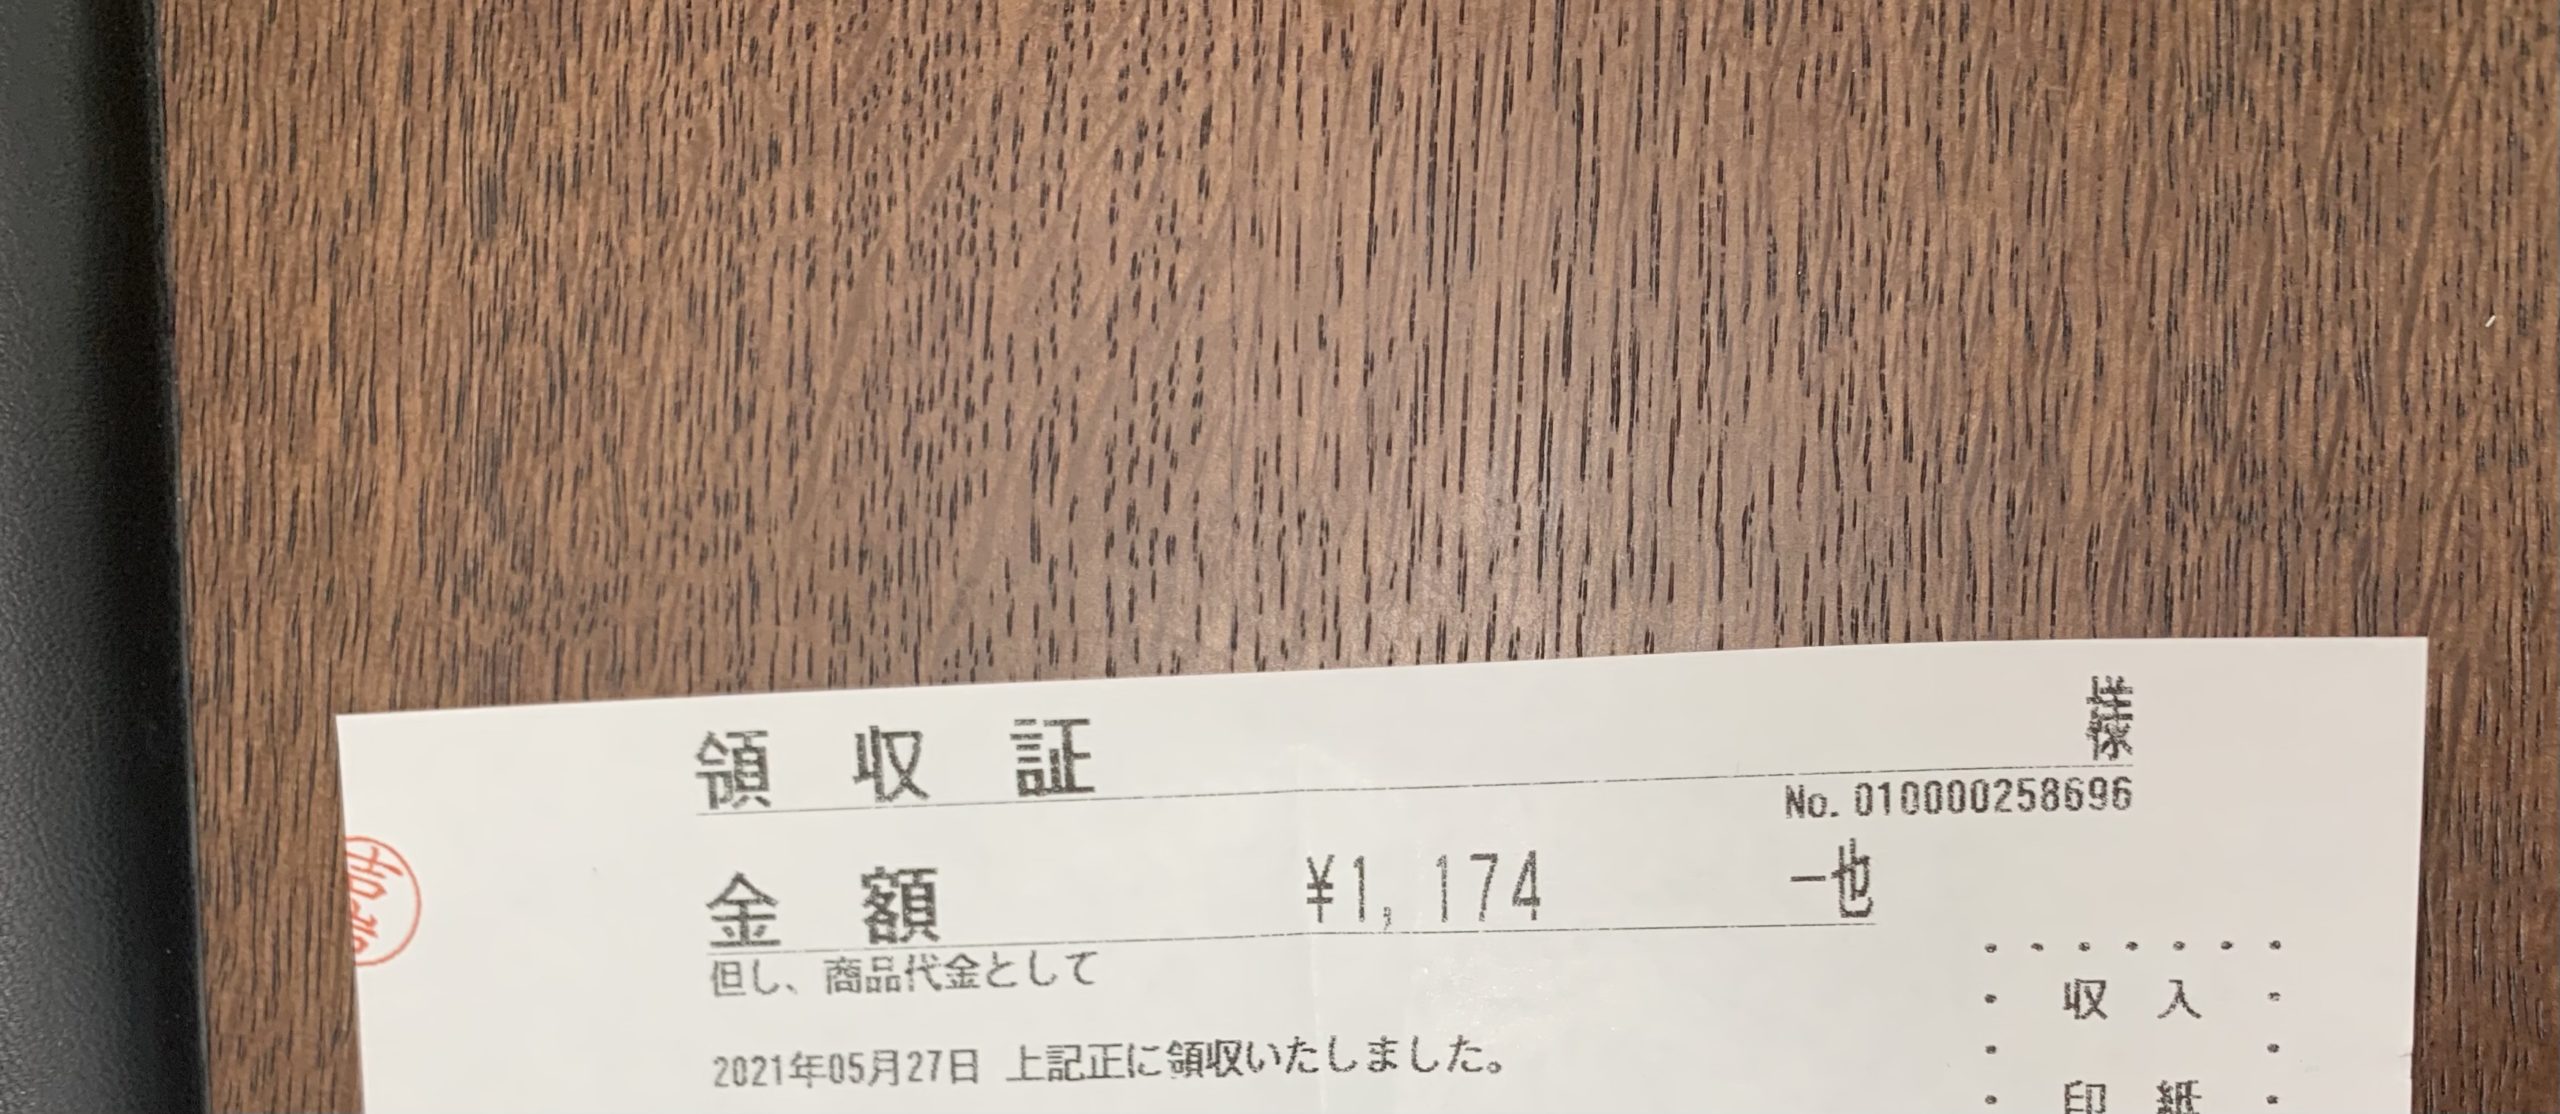 領収証 様
No. 010000258696
金額 ¥1,174 ー也
但し、商品代金として
収入
2021年05月27日 上記正に領収いたしました。
印紙